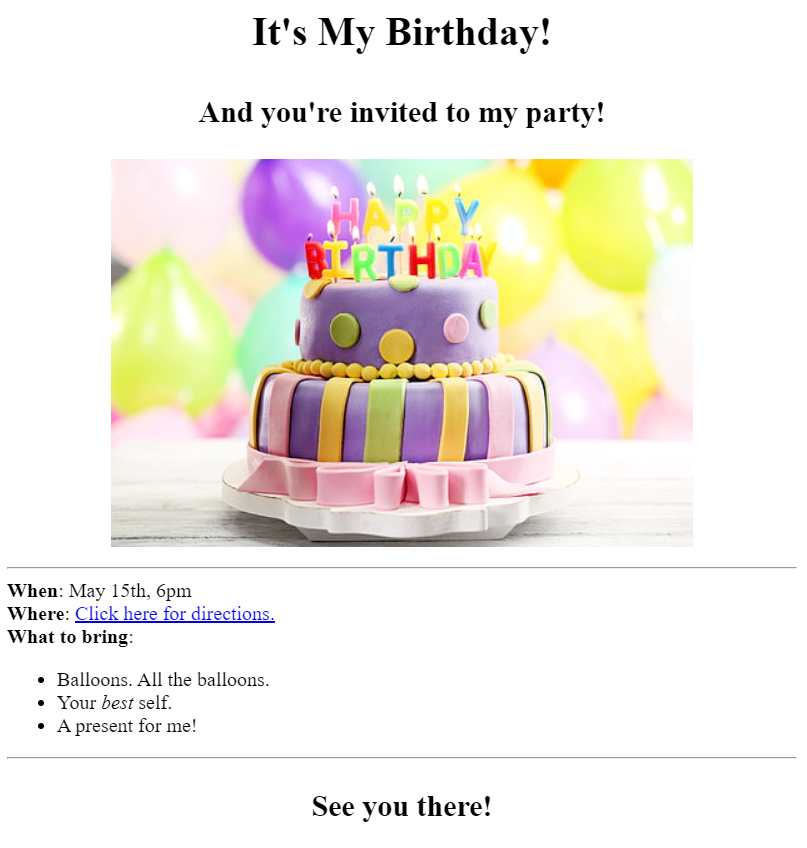 It's My Birthday!
And you're invited to my party!
HAPPY
BIRTHDAY
When: May 15th, 6pm
Where: Click here for directions.
What to bring:
Balloons. All the balloons.
Your best self.
A present for me!
See you there!